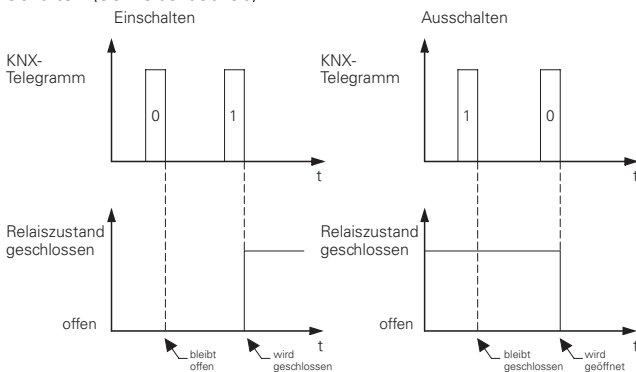 Einschalten
Ausschalten
KNX-
Telegramm
0
1
t
KNX-
Telegramm
1
0
t
Relaiszustand
geschlossen
offen
bleibt
offen
wird
geschlossen
t
Relaiszustand
geschlossen
offen
bleibt
geschlossen
wird
geöffnet
t